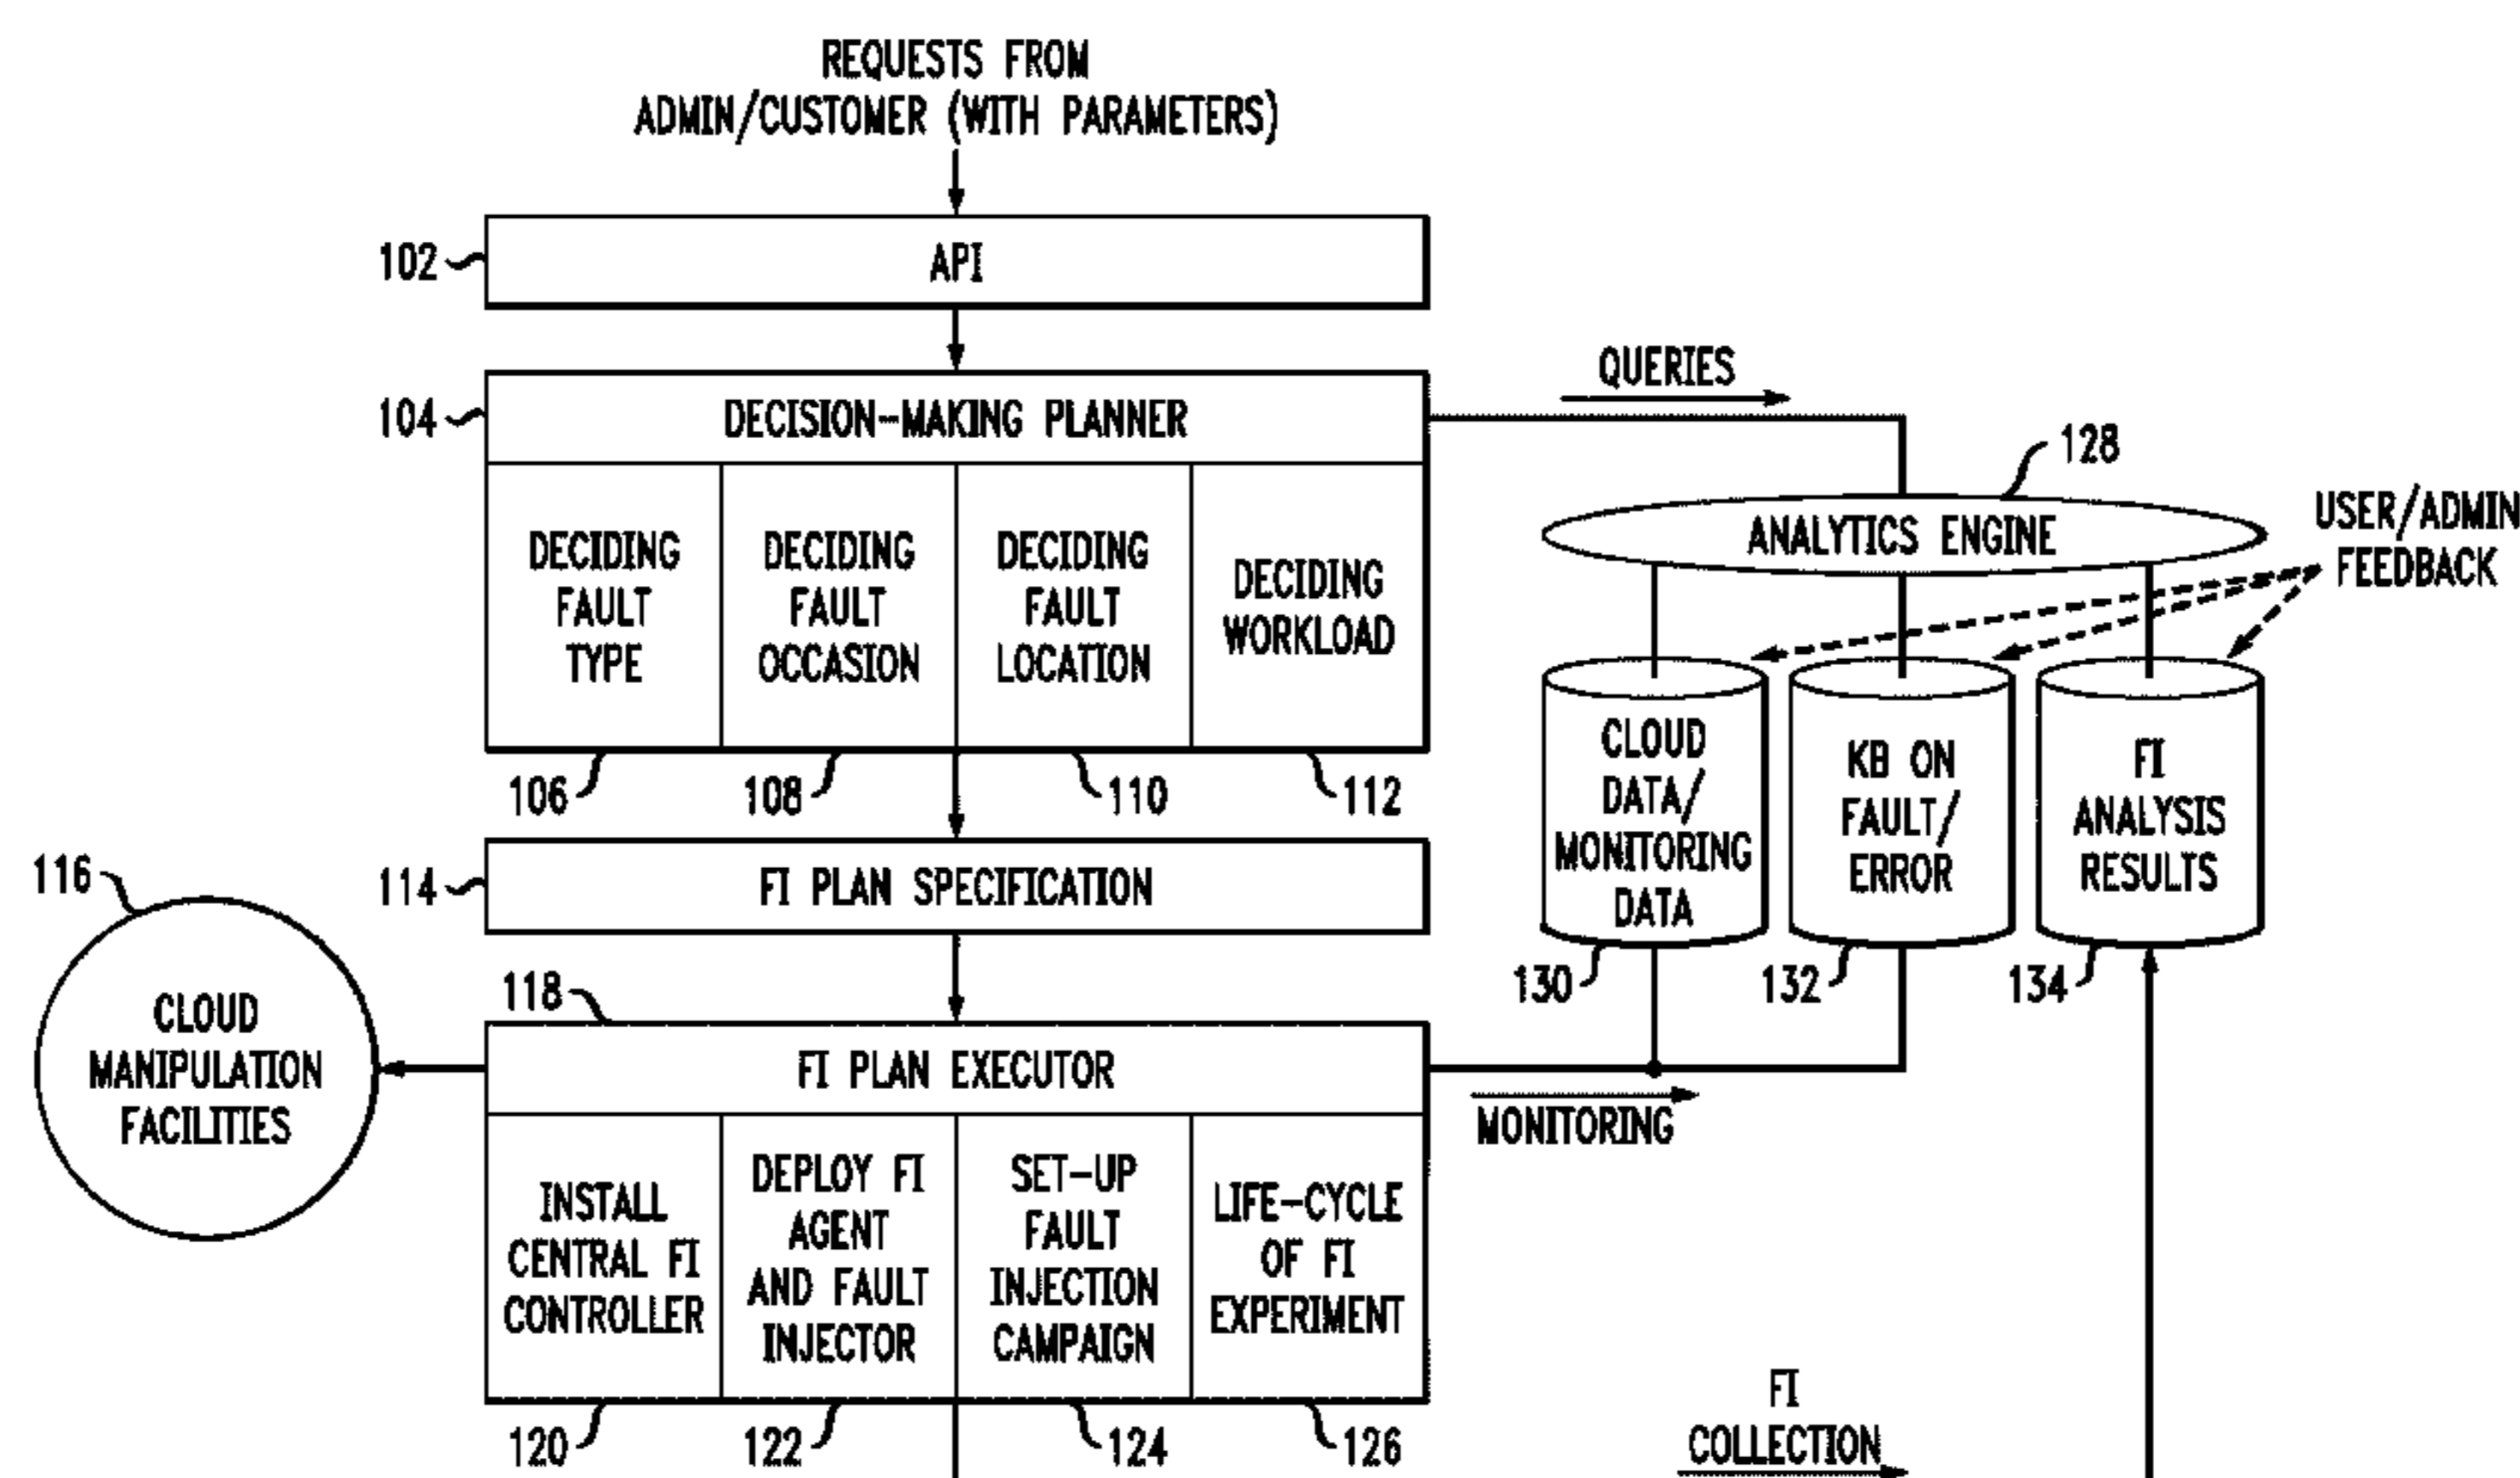 REQUESTS FROM
ADMIN/CUSTOMER (WITH PARAMETERS)
102
API
104
DECISION-MAKING PLANNER
DECIDING
FAULT
TYPE
DECIDING
FAULT
OCCASION
DECIDING
FAULT
LOCATION
DECIDING
WORKLOAD
106
108
110
112
QUERIES
128
ANALYTICS ENGINE
USER/ADMIN
FEEDBACK
CLOUD
DATA/
MONITORING
DATA
KB ON
FAULT/
ERROR
FI
ANALYSIS
RESULTS
130
132
134
114
FI PLAN SPECIFICATION
116
CLOUD
MANIPULATION
FACILITIES
118
FI PLAN EXECUTOR
MONITORING
INSTALL
CENTRAL FI
CONTROLLER
DEPLOY FI
AGENT
AND FAULT
INJECTOR
SET-UP
FAULT
INJECTION
CAMPAIGN
LIFE-CYCLE
OF FI
EXPERIMENT
120
122
124
126
FI
COLLECTION